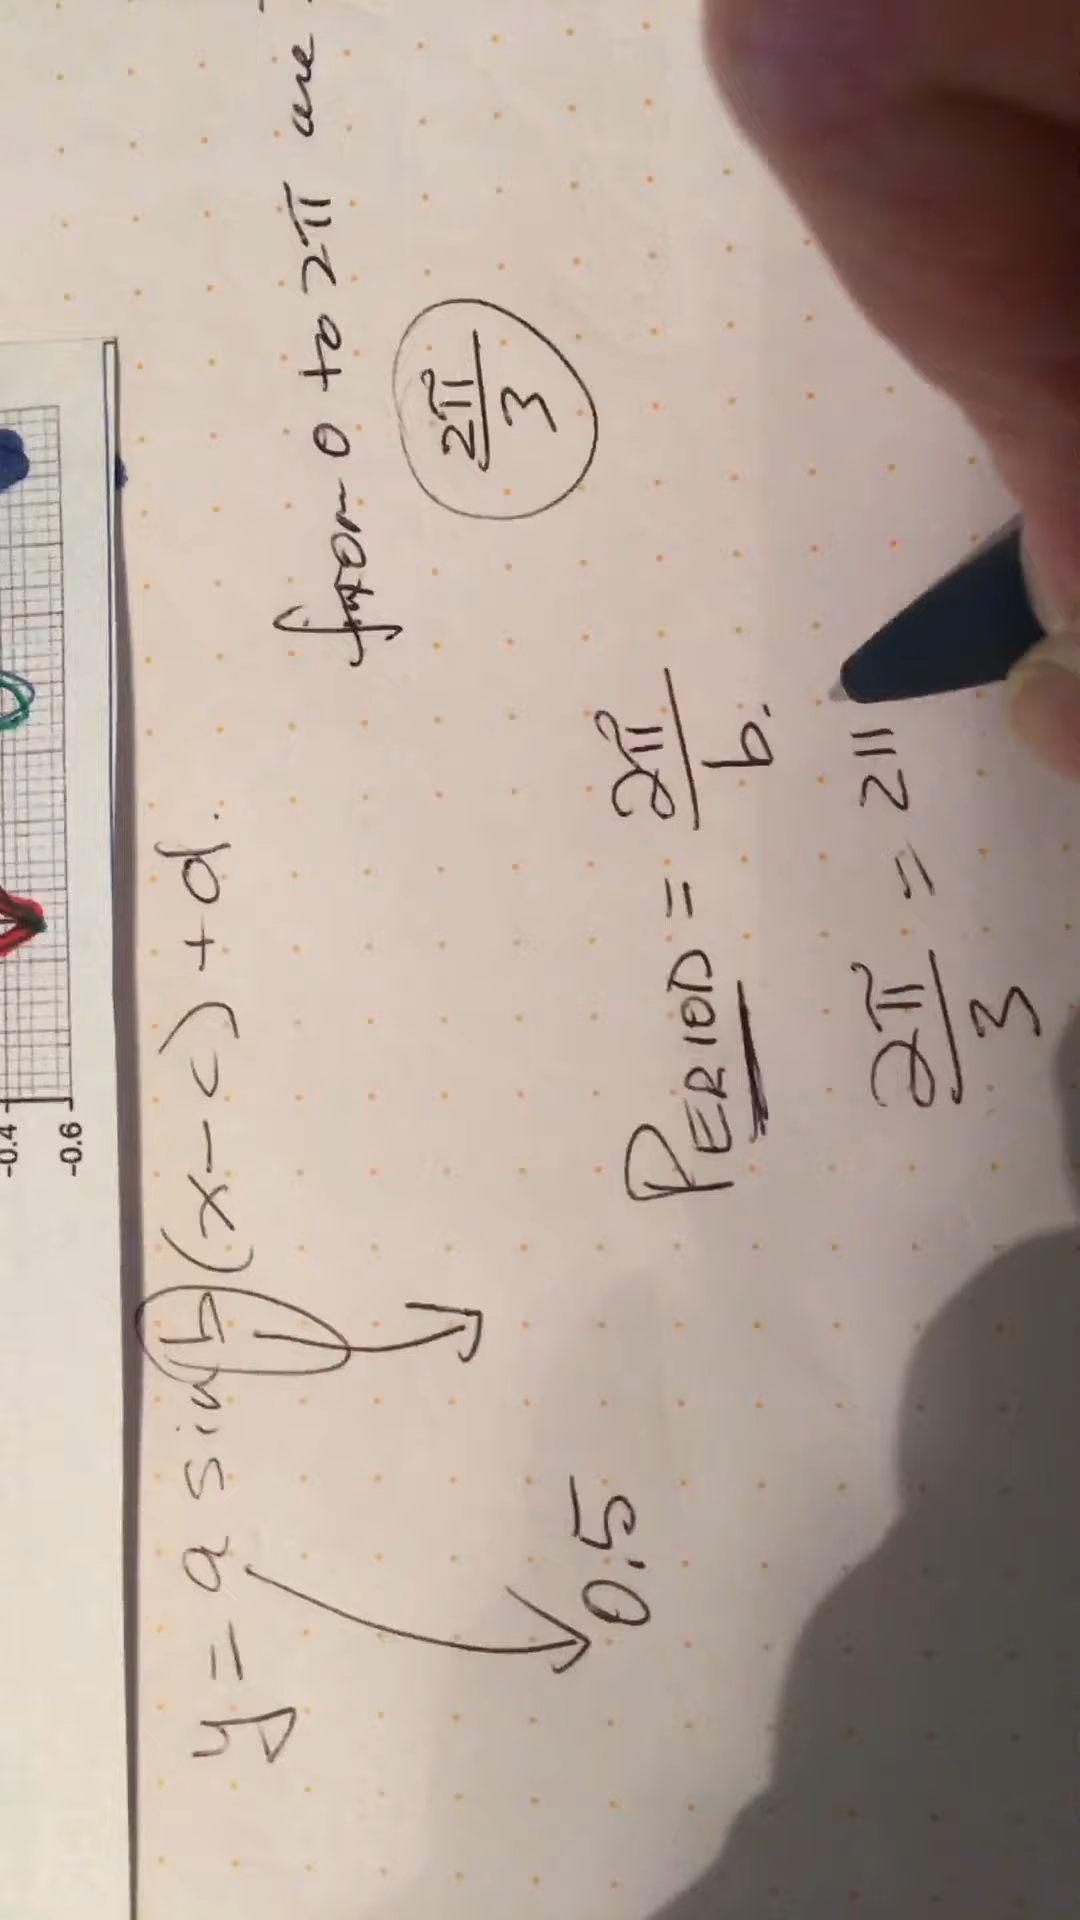 -0.4
-0.6
y = a sin b (x - c) + d.
from 0 to 2π are
2π/3
0.5
PERIOD = 2π/b.
2π/3 = 2π